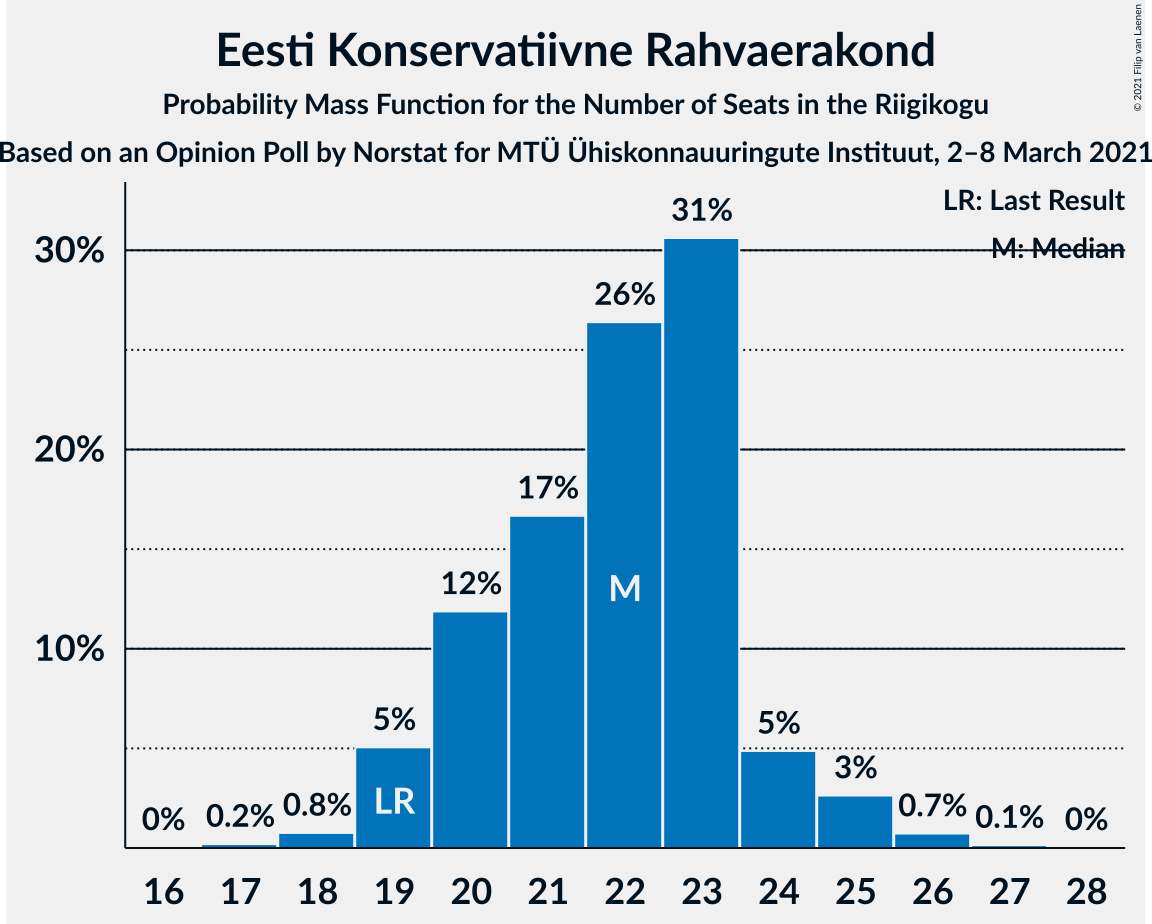 Eesti Konservatiivne Rahvaerakond
Probability Mass Function for the Number of Seats in the Riigikogu
Based on an Opinion Poll by Norstat for MTÜ Ühiskonnauuringute Instituut, 2–8 March 2021
© 2021 Filip van Laenen
LR: Last Result
M: Median
30%
20%
10%
0%
0.2%
0.8%
5%
12%
17%
26%
31%
5%
3%
0.7%
0.1%
0%
LR
M
16 17 18 19 20 21 22 23 24 25 26 27 28